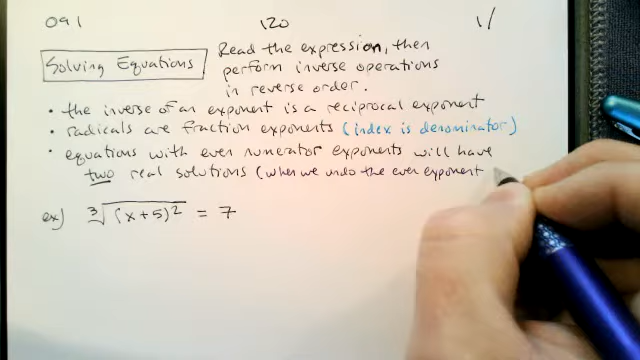 091 120 1/
Solving Equations
Read the expression, then
perform inverse operations
in reverse order.
• the inverse of an exponent is a reciprocal exponent
• radicals are fraction exponents (index is denominator)
• equations with even numerator exponents will have
two real solutions (when we undo the even exponent
ex) ∛(x+5)² = 7